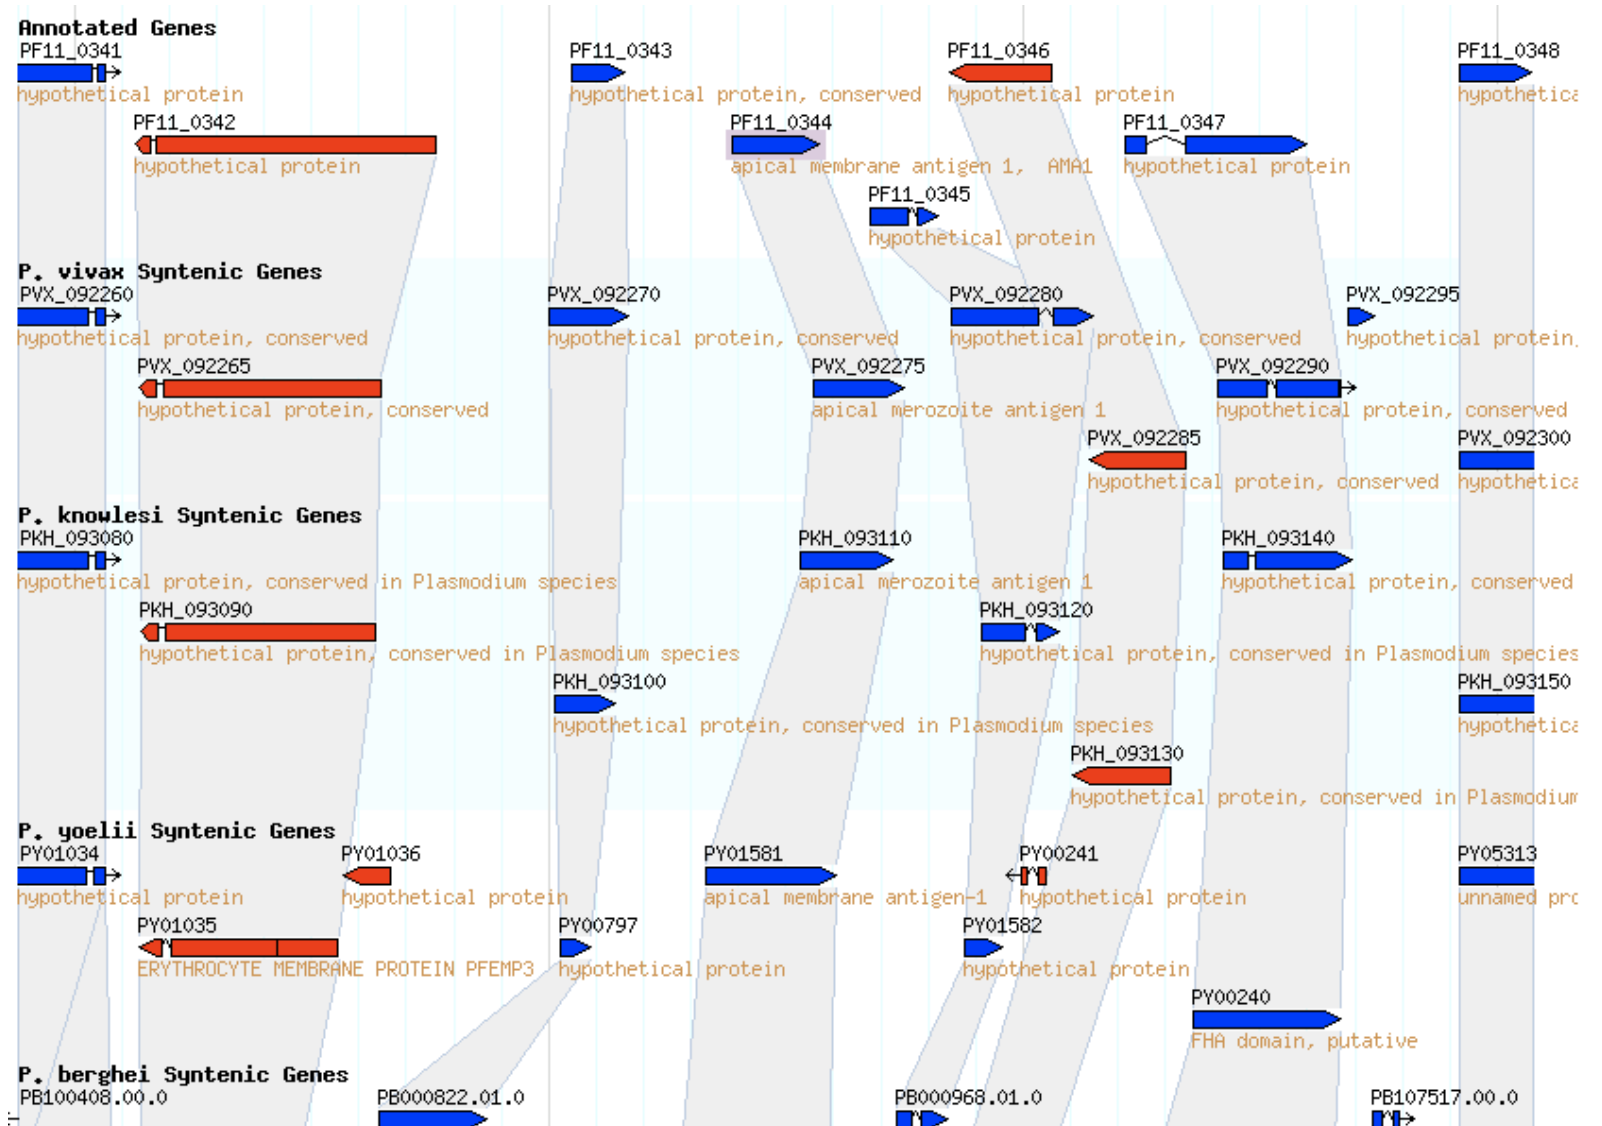 Annotated Genes
PF11_0341 PF11_0343 PF11_0346 PF11_0348
hypothetical protein hypothetical protein, conserved hypothetical protein hypothetica
PF11_0342 PF11_0344 PF11_0347
hypothetical protein apical membrane antigen 1, AMA1 hypothetical protein
PF11_0345
hypothetical protein
P. vivax Syntenic Genes
PVX_092260 PVX_092270 PVX_092280 PVX_092295
hypothetical protein, conserved hypothetical protein, conserved hypothetical protein, conserved hypothetical protein,
PVX_092265 PVX_092275 PVX_092290
hypothetical protein, conserved apical merozoite antigen 1 hypothetical protein, conserved
PVX_092285 PVX_092300
hypothetical protein, conserved hypothetica
P. knowlesi Syntenic Genes
PKH_093080 PKH_093110 PKH_093140
hypothetical protein, conserved in Plasmodium species apical merozoite antigen 1 hypothetical protein, conserved
PKH_093090 PKH_093120
hypothetical protein, conserved in Plasmodium species hypothetical protein, conserved in Plasmodium species
PKH_093100 PKH_093150
hypothetical protein, conserved in Plasmodium species hypothetica
PKH_093130
hypothetical protein, conserved in Plasmodium
P. yoelii Syntenic Genes
PY01034 PY01036 PY01581 PY00241 PY05313
hypothetical protein hypothetical protein apical membrane antigen-1 hypothetical protein unnamed pro
PY01035 PY00797 PY01582
ERYTHROCYTE MEMBRANE PROTEIN PFEMP3 hypothetical protein hypothetical protein
PY00240
FHA domain, putative
P. berghei Syntenic Genes
PB100408.00.0 PB000822.01.0 PB000968.01.0 PB107517.00.0